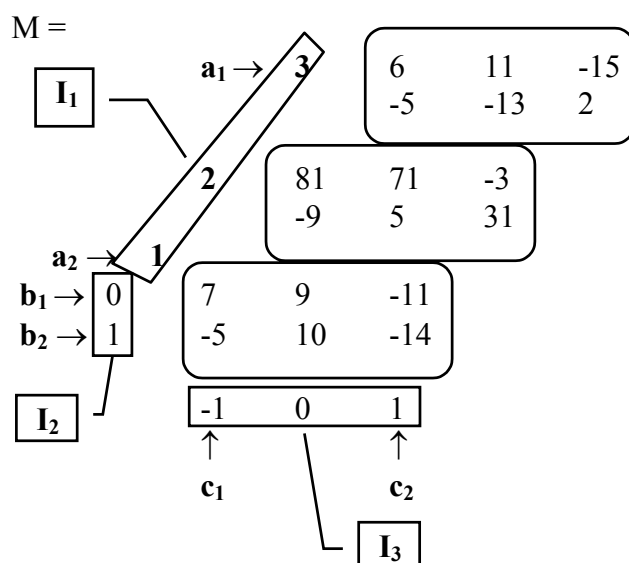 M =
a₁ → 3 6 11 -15
I₁ -5 -13 2
2 81 71 -3
-9 5 31
a₂ → 1
b₁ → 0 7 9 -11
b₂ → 1 -5 10 -14
I₂ -1 0 1
↑ ↑
c₁ c₂
I₃